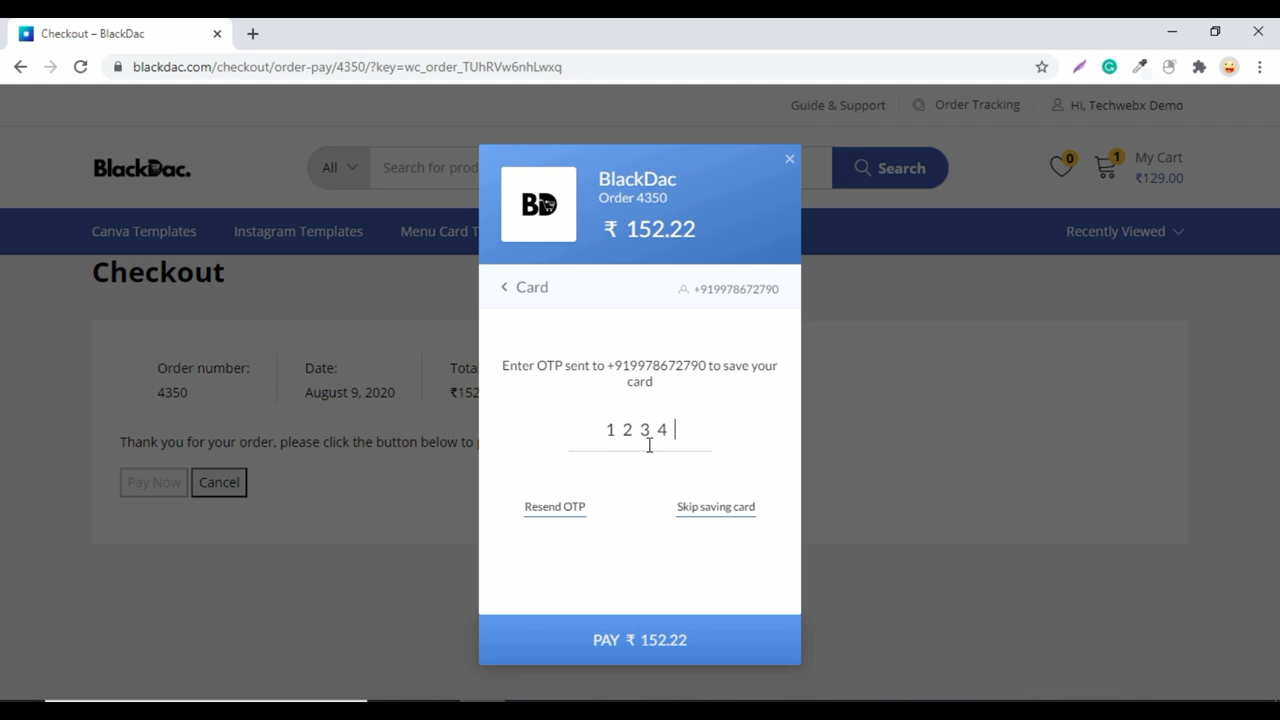 Checkout – BlackDac
blackdac.com/checkout/order-pay/4350/?key=wc_order_TUhRVw6nhLwxq
Guide & Support
Order Tracking
Hi, Techwebx Demo
BlackDac.
All
Search for prod
Search
0
1
My Cart
₹129.00
Canva Templates
Instagram Templates
Menu Card T
Recently Viewed
Checkout
Order number:
4350
Date:
August 9, 2020
Tota
₹152
Thank you for your order, please click the button below to p
Pay Now
Cancel
BD
BlackDac
Order 4350
₹ 152.22
Card
+919978672790
Enter OTP sent to +919978672790 to save your
card
1 2 3 4
Resend OTP
Skip saving card
PAY ₹ 152.22